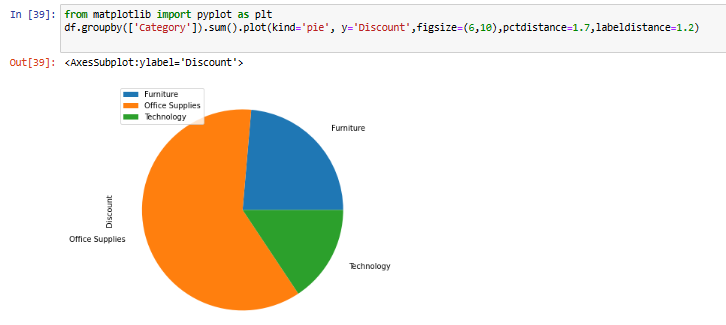 In [39]: from matplotlib import pyplot as plt
df.groupby(['Category']).sum().plot(kind='pie', y='Discount',figsize=(6,10),pctdistance=1.7,labeldistance=1.2)
Out[39]: <AxesSubplot:ylabel='Discount'>
Furniture
Office Supplies
Technology
Furniture
Discount
Office Supplies
Technology